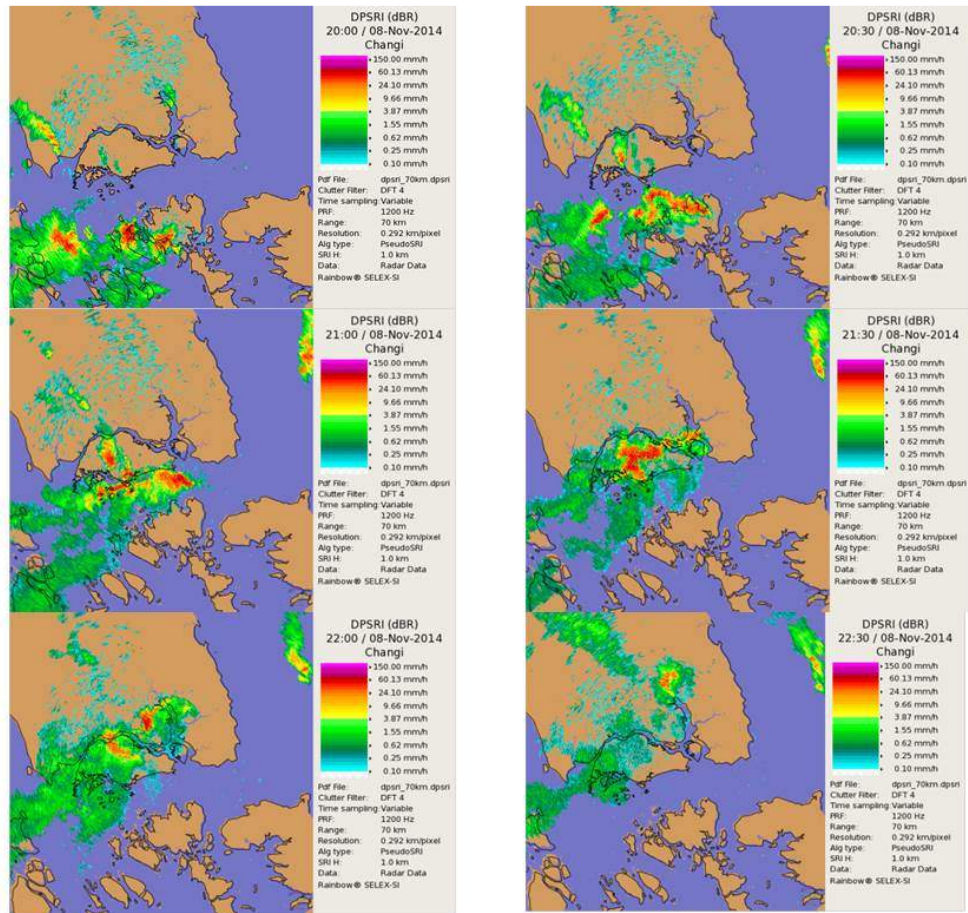 DPSRI (dBR)
20:00 / 08-Nov-2014
Changi
150.00 mm/h
60.13 mm/h
24.10 mm/h
9.66 mm/h
3.87 mm/h
1.55 mm/h
0.62 mm/h
0.25 mm/h
0.10 mm/h
Pdf File: dpsri_70km.dpsri
Clutter Filter: DFT 4
Time sampling: Variable
PRF: 1200 Hz
Range: 70 km
Resolution: 0.292 km/pixel
Alg type: PseudoSRI
SRI H: 1.0 km
Data: Radar Data
Rainbow® SELEX-SI
DPSRI (dBR)
20:30 / 08-Nov-2014
Changi
150.00 mm/h
60.13 mm/h
24.10 mm/h
9.66 mm/h
3.87 mm/h
1.55 mm/h
0.62 mm/h
0.25 mm/h
0.10 mm/h
Pdf File: dpsri_70km.dpsri
Clutter Filter: DFT 4
Time sampling: Variable
PRF: 1200 Hz
Range: 70 km
Resolution: 0.292 km/pixel
Alg type: PseudoSRI
SRI H: 1.0 km
Data: Radar Data
Rainbow® SELEX-SI
DPSRI (dBR)
21:00 / 08-Nov-2014
Changi
150.00 mm/h
60.13 mm/h
24.10 mm/h
9.66 mm/h
3.87 mm/h
1.55 mm/h
0.62 mm/h
0.25 mm/h
0.10 mm/h
Pdf File: dpsri_70km.dpsri
Clutter Filter: DFT 4
Time sampling: Variable
PRF: 1200 Hz
Range: 70 km
Resolution: 0.292 km/pixel
Alg type: PseudoSRI
SRI H: 1.0 km
Data: Radar Data
Rainbow® SELEX-SI
DPSRI (dBR)
21:30 / 08-Nov-2014
Changi
150.00 mm/h
60.13 mm/h
24.10 mm/h
9.66 mm/h
3.87 mm/h
1.55 mm/h
0.62 mm/h
0.25 mm/h
0.10 mm/h
Pdf File: dpsri_70km.dpsri
Clutter Filter: DFT 4
Time sampling: Variable
PRF: 1200 Hz
Range: 70 km
Resolution: 0.292 km/pixel
Alg type: PseudoSRI
SRI H: 1.0 km
Data: Radar Data
Rainbow® SELEX-SI
DPSRI (dBR)
22:00 / 08-Nov-2014
Changi
150.00 mm/h
60.13 mm/h
24.10 mm/h
9.66 mm/h
3.87 mm/h
1.55 mm/h
0.62 mm/h
0.25 mm/h
0.10 mm/h
Pdf File: dpsri_70km.dpsri
Clutter Filter: DFT 4
Time sampling: Variable
PRF: 1200 Hz
Range: 70 km
Resolution: 0.292 km/pixel
Alg type: PseudoSRI
SRI H: 1.0 km
Data: Radar Data
Rainbow® SELEX-SI
DPSRI (dBR)
22:30 / 08-Nov-2014
Changi
150.00 mm/h
60.13 mm/h
24.10 mm/h
9.66 mm/h
3.87 mm/h
1.55 mm/h
0.62 mm/h
0.25 mm/h
0.10 mm/h
Pdf File: dpsri_70km.dpsri
Clutter Filter: DFT 4
Time sampling: Variable
PRF: 1200 Hz
Range: 70 km
Resolution: 0.292 km/pixel
Alg type: PseudoSRI
SRI H: 1.0 km
Data: Radar Data
Rainbow® SELEX-SI